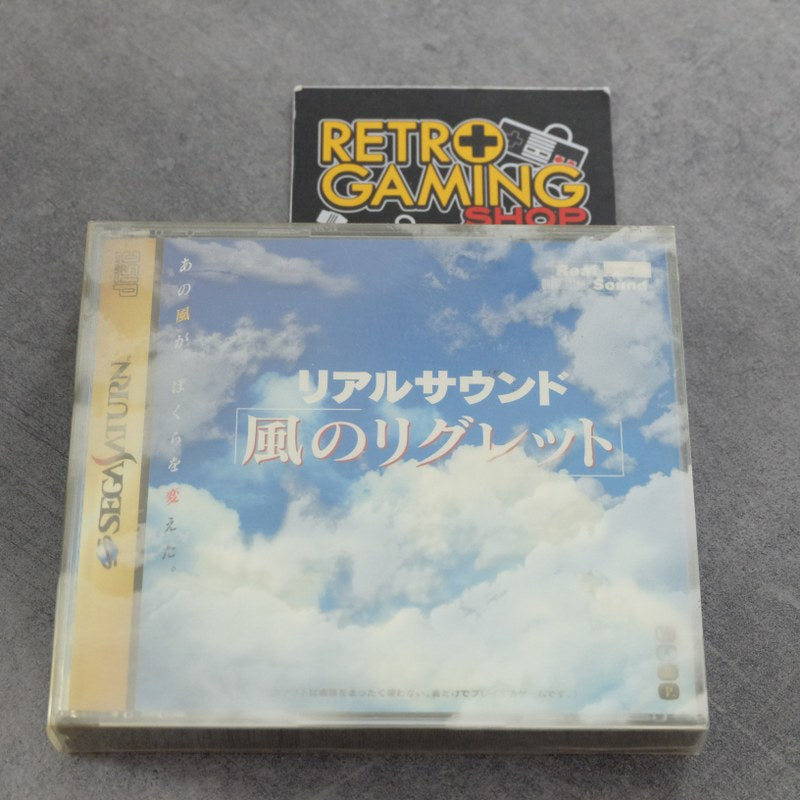 RETRO
GAMING
SHOP
あの風が、ぼくらを変えた。
SEGA SATURN
Real
Sound
リアルサウンド
「風のリグレット」